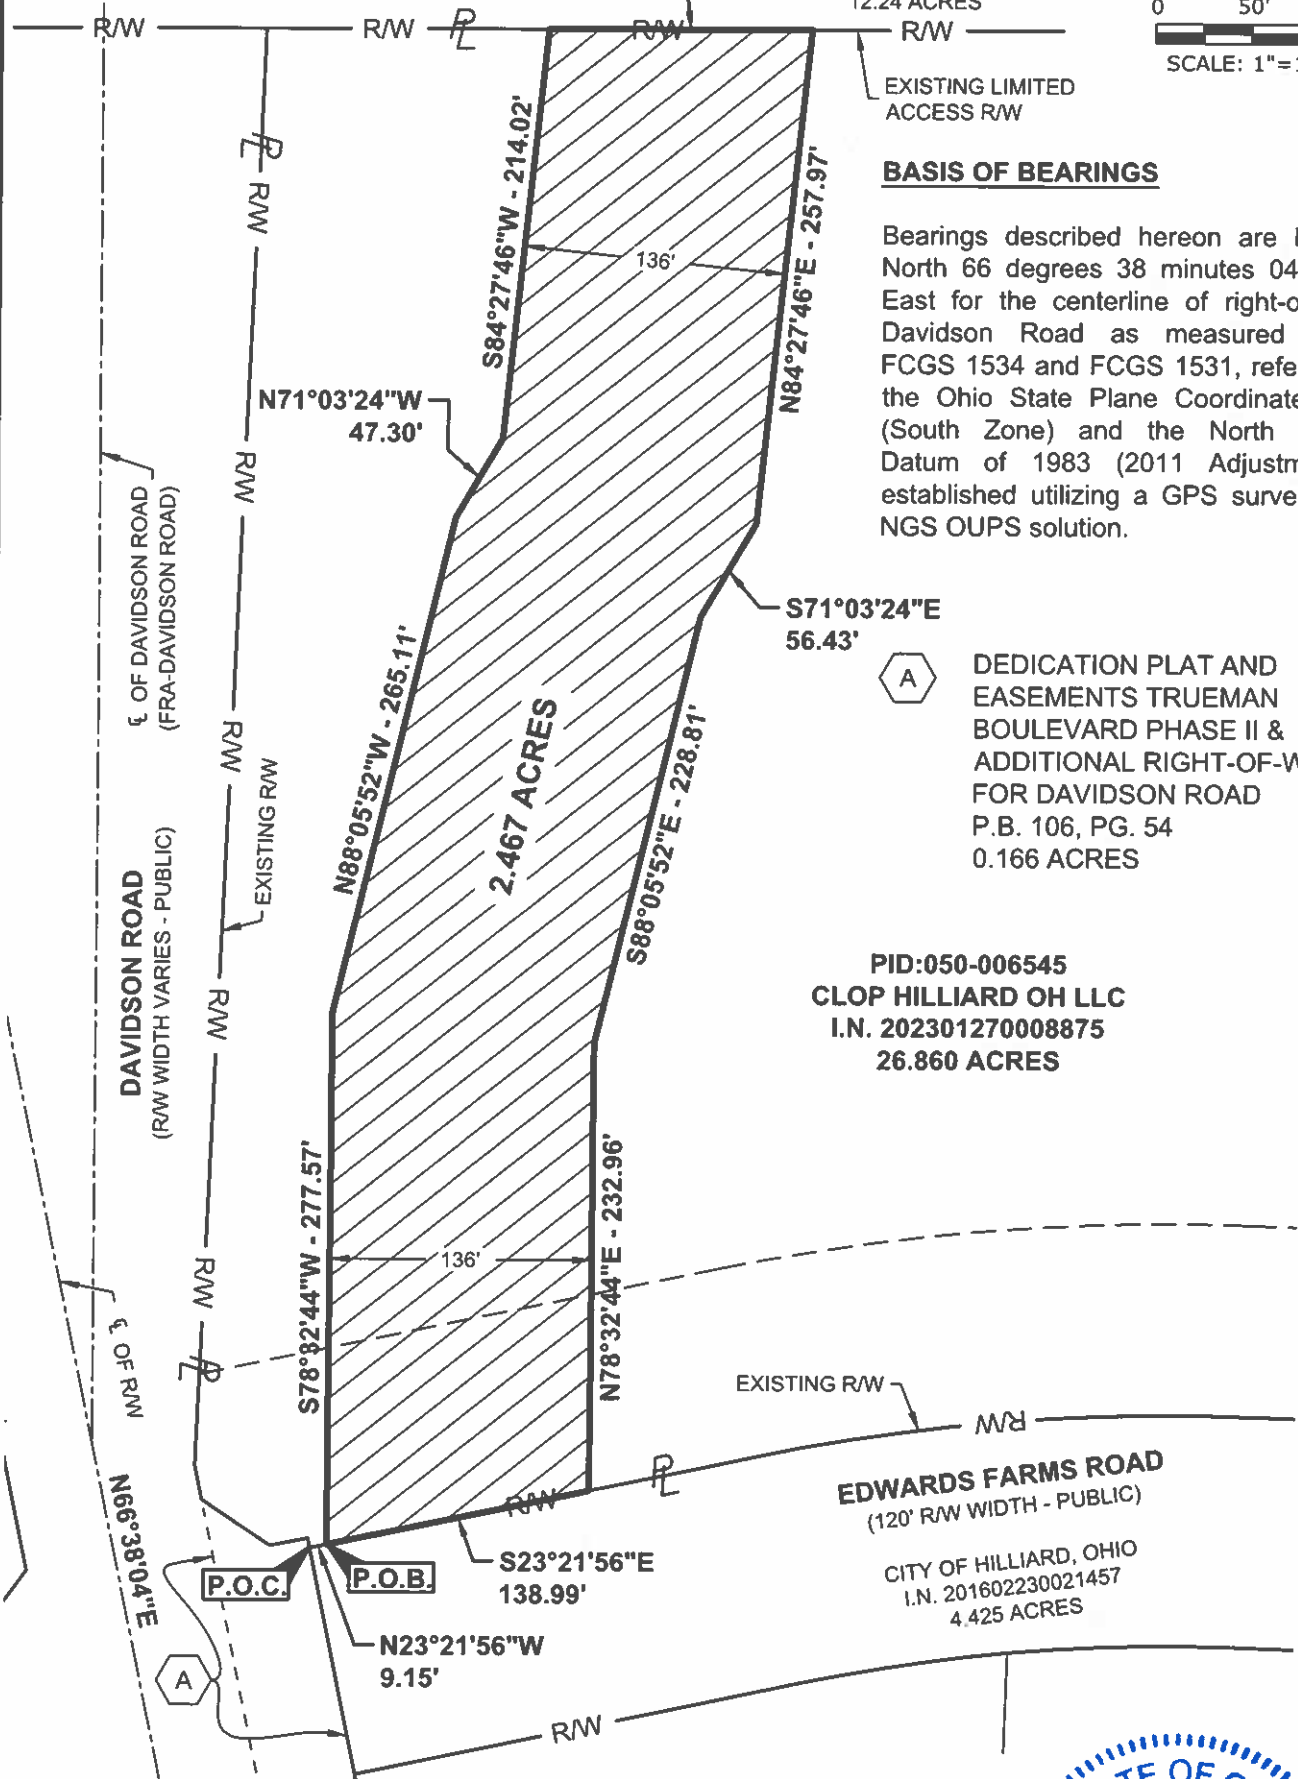 12.24 ACRES
0 50'
R/W
R/W
R/W
R/W
SCALE: 1"=
EXISTING LIMITED
ACCESS R/W
BASIS OF BEARINGS
Bearings described hereon are
North 66 degrees 38 minutes 04
East for the centerline of right-o
Davidson Road as measured
FCGS 1534 and FCGS 1531, refe
the Ohio State Plane Coordinate
(South Zone) and the North
Datum of 1983 (2011 Adjustm
established utilizing a GPS surve
NGS OUPS solution.
S84°27'46"W - 214.02'
136'
N84°27'46"E - 257.97'
R/W
N71°03'24"W
47.30'
R/W
℄ OF DAVIDSON ROAD
(FRA-DAVIDSON ROAD)
S71°03'24"E
56.43'
A
DEDICATION PLAT AND
EASEMENTS TRUEMAN
BOULEVARD PHASE II &
ADDITIONAL RIGHT-OF-W
FOR DAVIDSON ROAD
P.B. 106, PG. 54
0.166 ACRES
N88°05'52"W - 265.11'
2.467 ACRES
S88°05'52"E - 228.81'
R/W
EXISTING R/W
DAVIDSON ROAD
(R/W WIDTH VARIES - PUBLIC)
R/W
PID:050-006545
CLOP HILLIARD OH LLC
I.N. 202301270008875
26.860 ACRES
S78°32'44"W - 277.57'
136'
N78°32'44"E - 232.96'
R/W
℄ OF R/W
EXISTING R/W
R/W
R/W
EDWARDS FARMS ROAD
(120' R/W WIDTH - PUBLIC)
CITY OF HILLIARD, OHIO
I.N. 201602230021457
4.425 ACRES
N66°38'04"E
P.O.C.
P.O.B.
S23°21'56"E
138.99'
N23°21'56"W
9.15'
A
R/W
TE OF